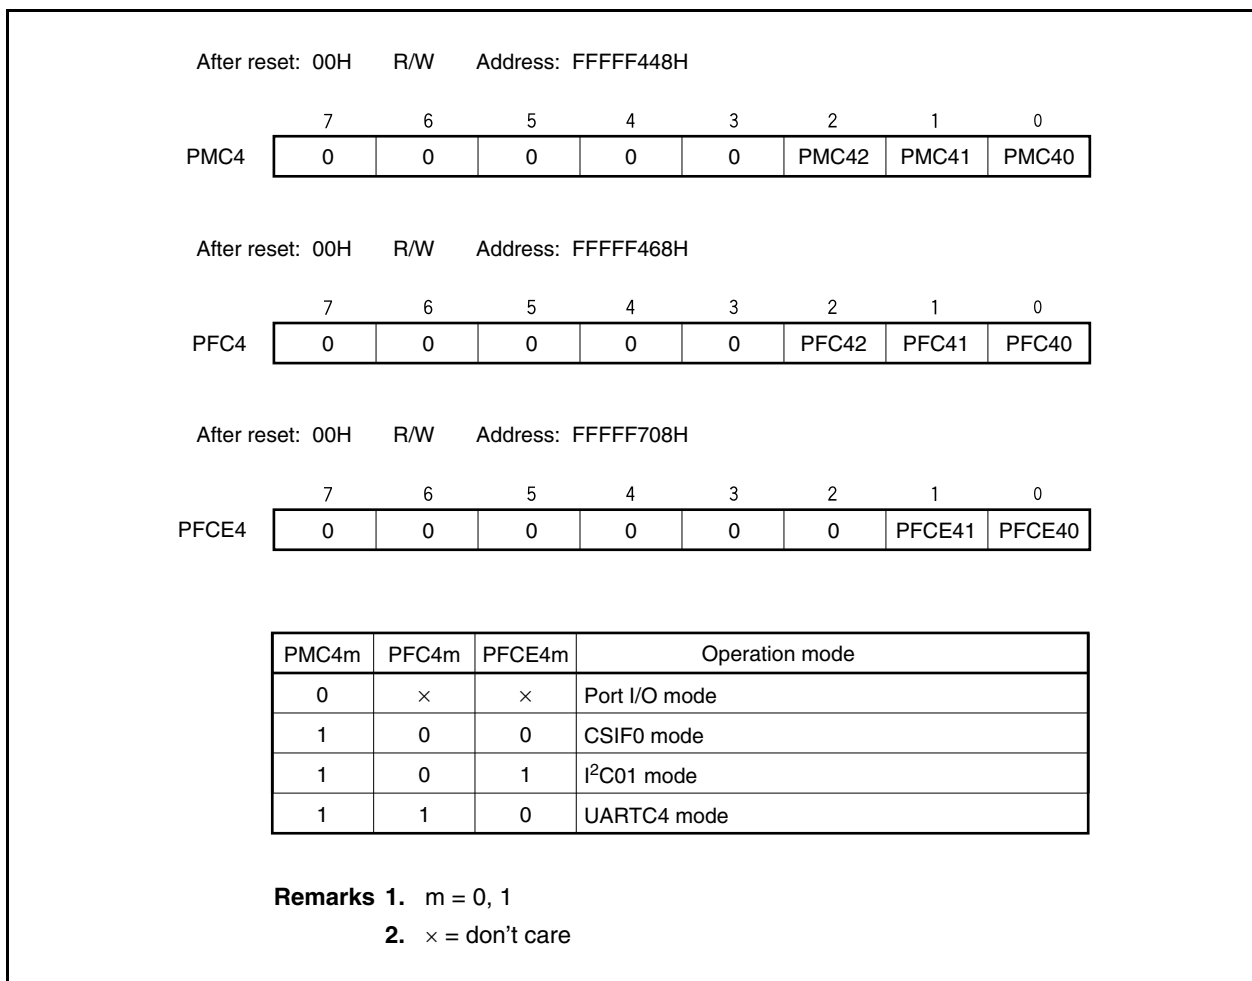 After reset: 00H R/W Address: FFFFF448H
7 6 5 4 3 2 1 0
PMC4 0 0 0 0 0 PMC42 PMC41 PMC40
After reset: 00H R/W Address: FFFFF468H
7 6 5 4 3 2 1 0
PFC4 0 0 0 0 0 PFC42 PFC41 PFC40
After reset: 00H R/W Address: FFFFF708H
7 6 5 4 3 2 1 0
PFCE4 0 0 0 0 0 0 PFCE41 PFCE40
PMC4m PFC4m PFCE4m Operation mode
0 × × Port I/O mode
1 0 0 CSIF0 mode
1 0 1 I²C01 mode
1 1 0 UARTC4 mode
Remarks 1. m = 0, 1
2. × = don't care